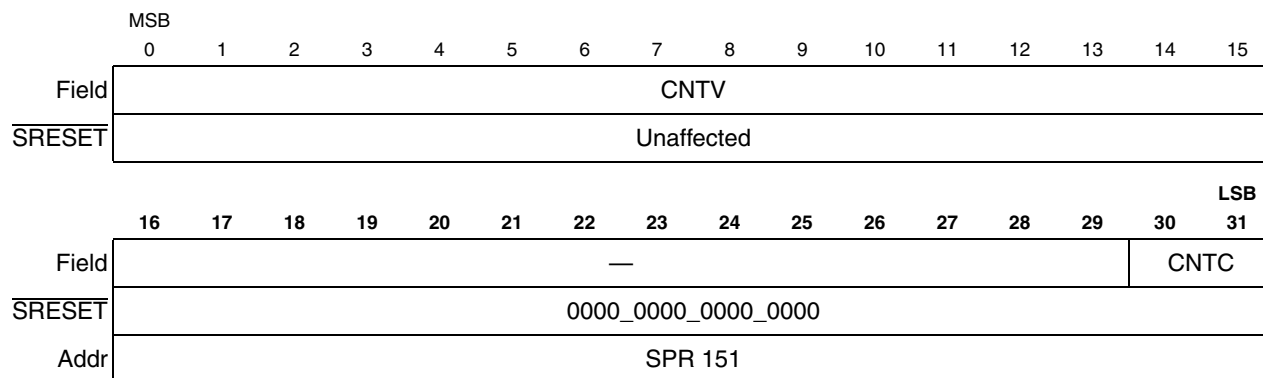 MSB
0 1 2 3 4 5 6 7 8 9 10 11 12 13 14 15
Field CNTV
SRESET Unaffected
LSB
16 17 18 19 20 21 22 23 24 25 26 27 28 29 30 31
Field — CNTC
SRESET 0000_0000_0000_0000
Addr SPR 151